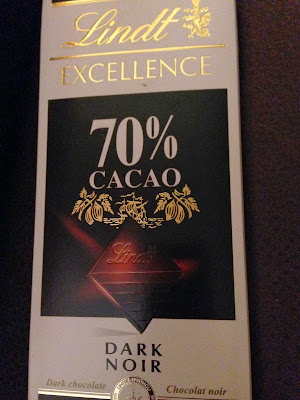 Lindt
EXCELLENCE
70%
CACAO
Lindt
DARK
NOIR
Dark chocolate
Chocolat noir